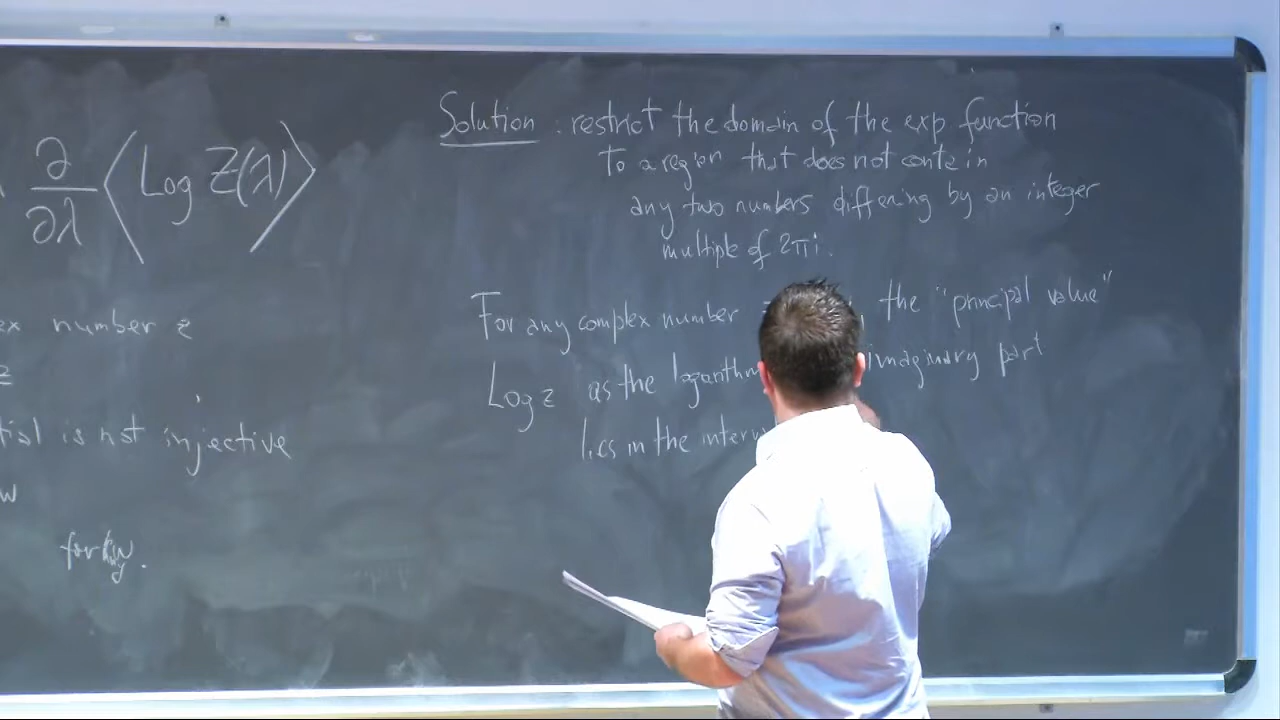 ∂/∂λ ⟨Log Z(λ)⟩
ex number z
z
tial is not injective
w
for
Solution: restrict the domain of the exp function
to a region that does not contain
any two numbers differing by an integer
multiple of 2πi.
For any complex number the "principal value"
Log z as the logarithm imaginary part
lies in the interv